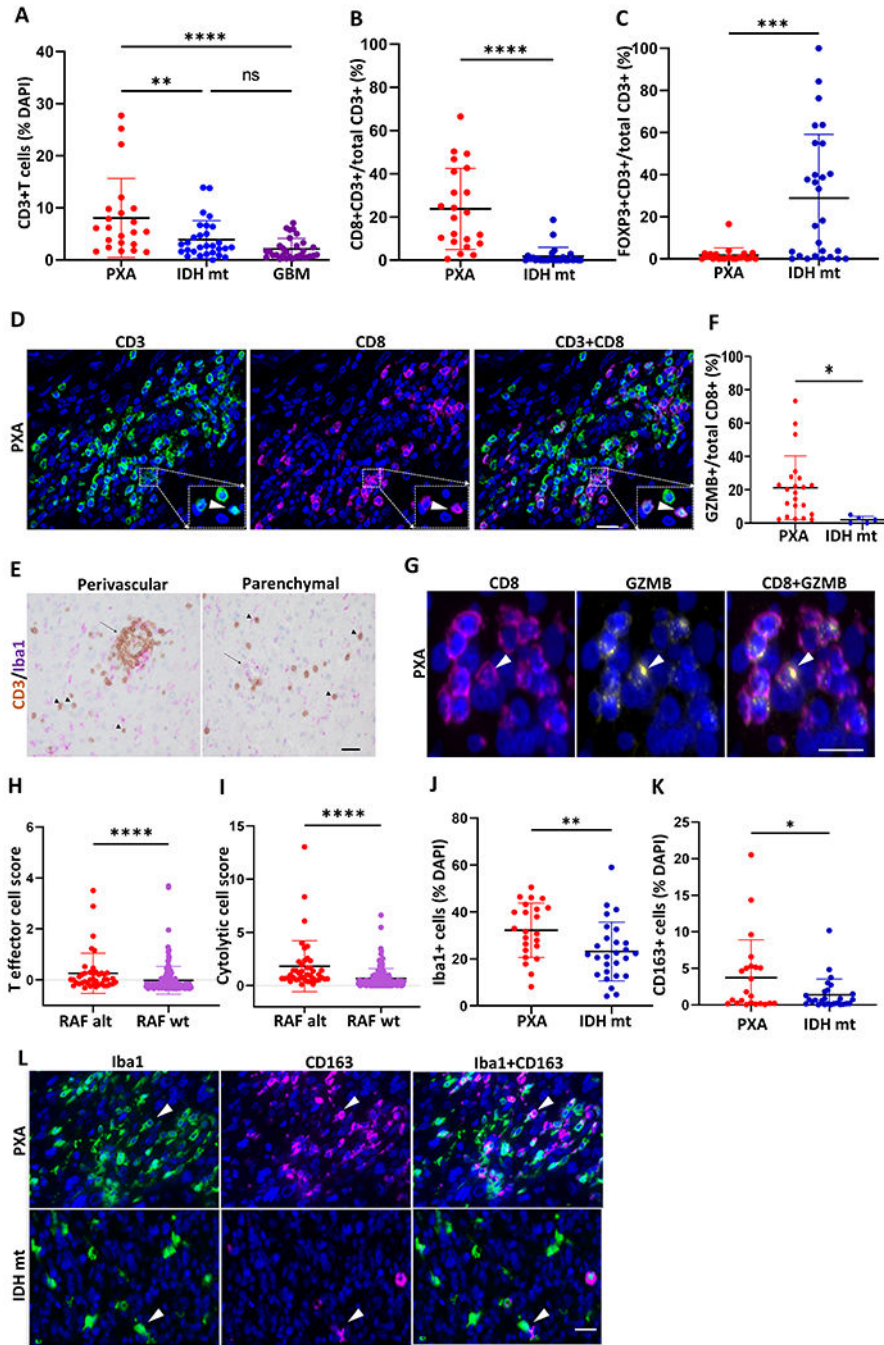 A
CD3+T cells (% DAPI)
40
30
20
10
0
****
**
ns
PXA
IDH mt
GBM
B
CD8+CD3+/total CD3+ (%)
100
80
60
40
20
0
****
PXA
IDH mt
C
FOXP3+CD3+/total CD3+ (%)
100
80
60
40
20
0
***
PXA
IDH mt
D
CD3
CD8
CD3+CD8
PXA
F
GZMB+/total CD8+ (%)
100
80
60
40
20
0
*
PXA
IDH mt
E
Perivascular
Parenchymal
CD3/Iba1
G
CD8
GZMB
CD8+GZMB
PXA
H
T effector cell score
6
4
2
0
****
RAF alt
RAF wt
I
Cytolytic cell score
15
10
5
0
****
RAF alt
RAF wt
J
Iba1+ cells (% DAPI)
80
60
40
20
0
**
PXA
IDH mt
K
CD163+ cells (% DAPI)
25
20
15
10
5
0
*
PXA
IDH mt
L
Iba1
CD163
Iba1+CD163
PXA
IDH mt